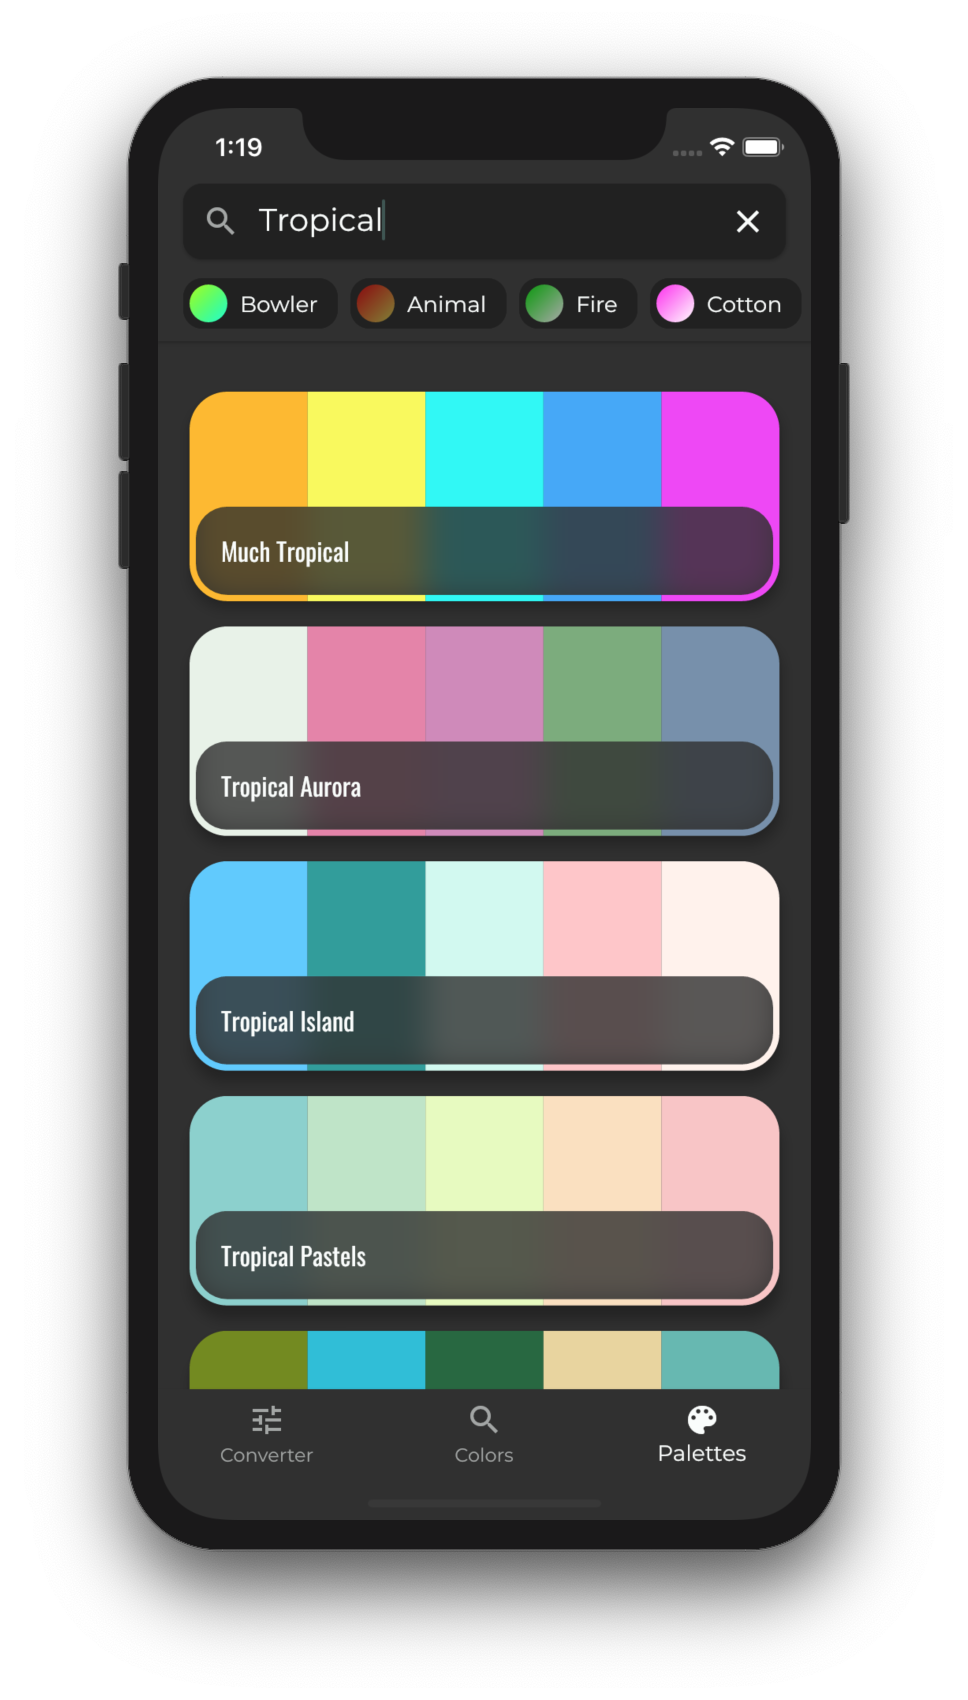 1:19
Tropical
Bowler Animal Fire Cotton
Much Tropical
Tropical Aurora
Tropical Island
Tropical Pastels
Converter Colors Palettes